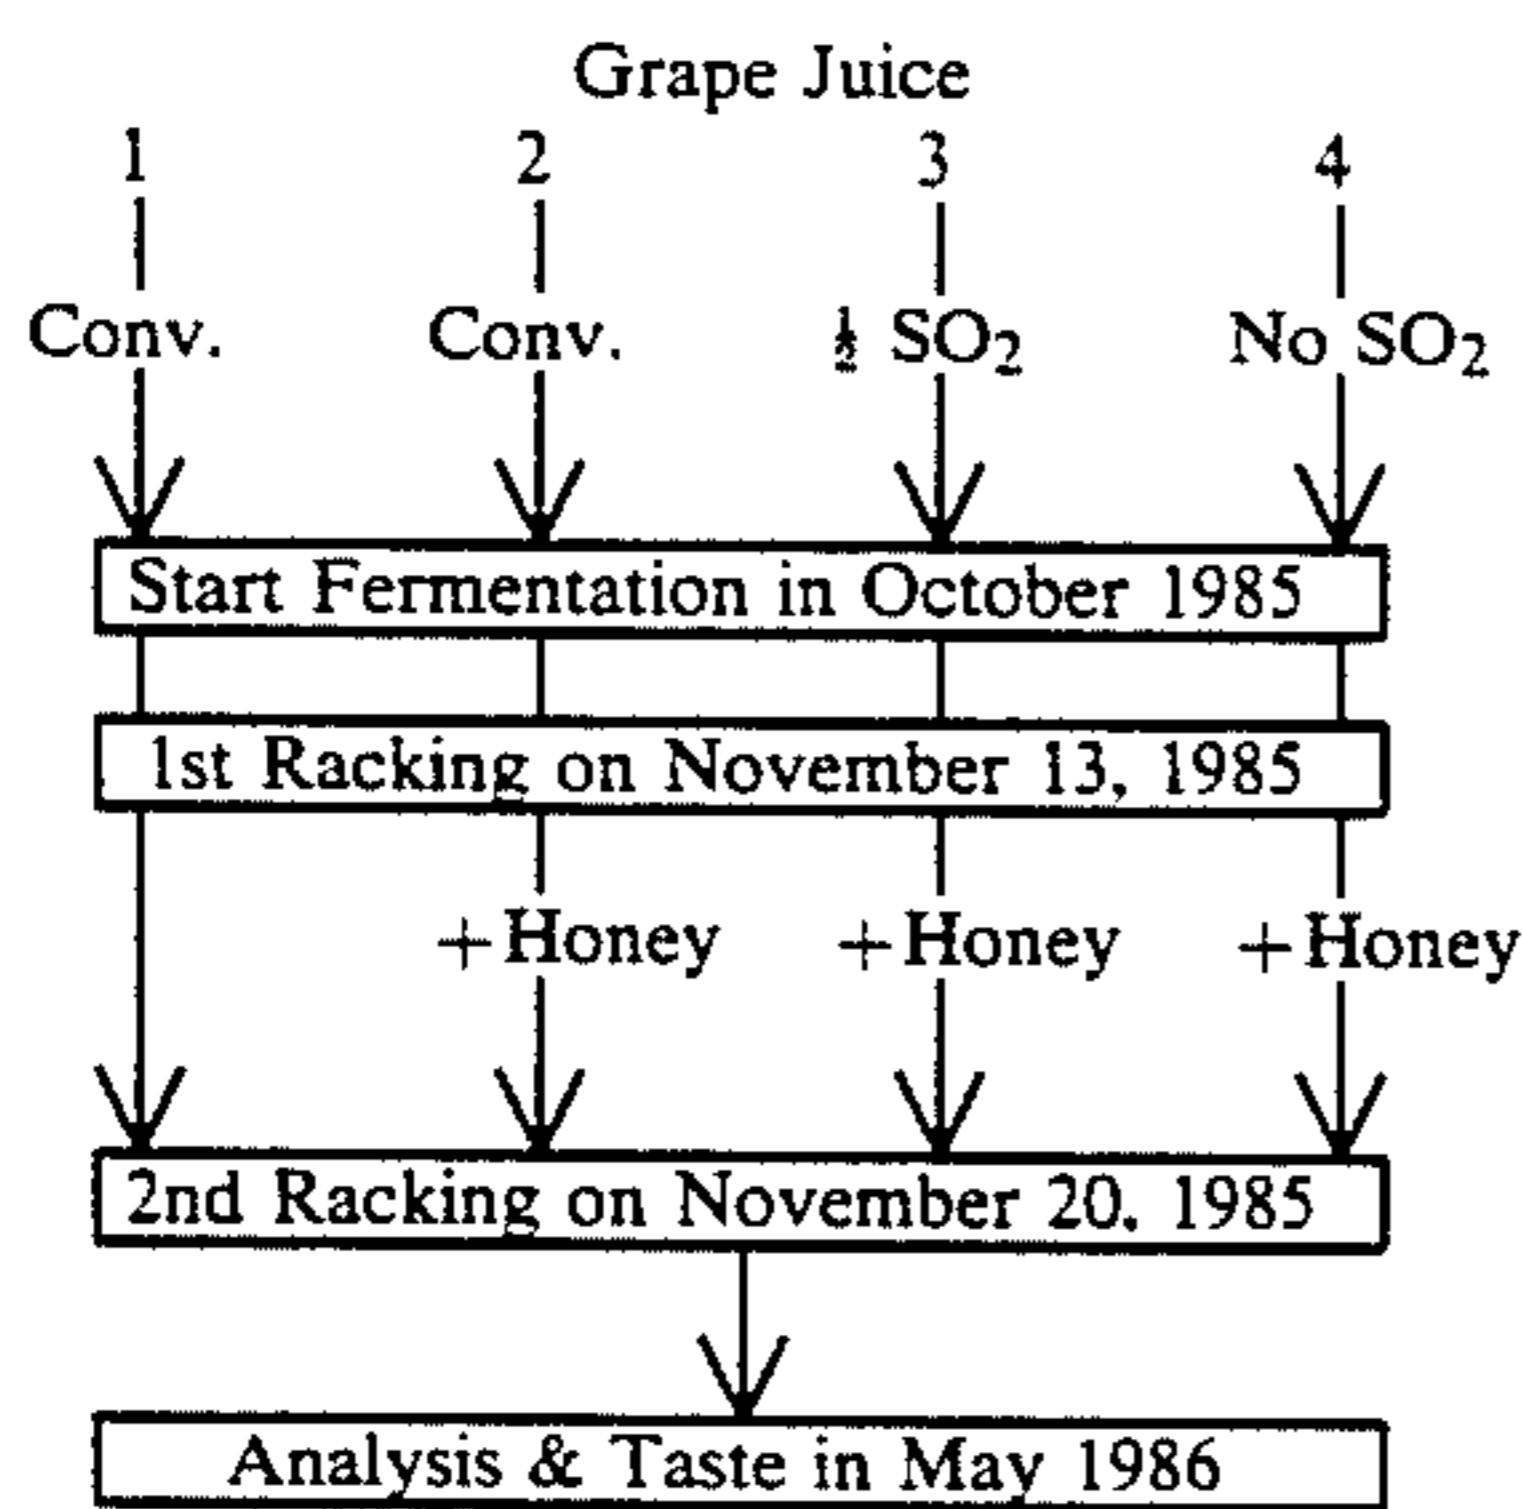 Grape Juice
1 2 3 4
Conv. Conv. ½ SO₂ No SO₂
Start Fermentation in October 1985
1st Racking on November 13, 1985
+Honey +Honey +Honey
2nd Racking on November 20, 1985
Analysis & Taste in May 1986